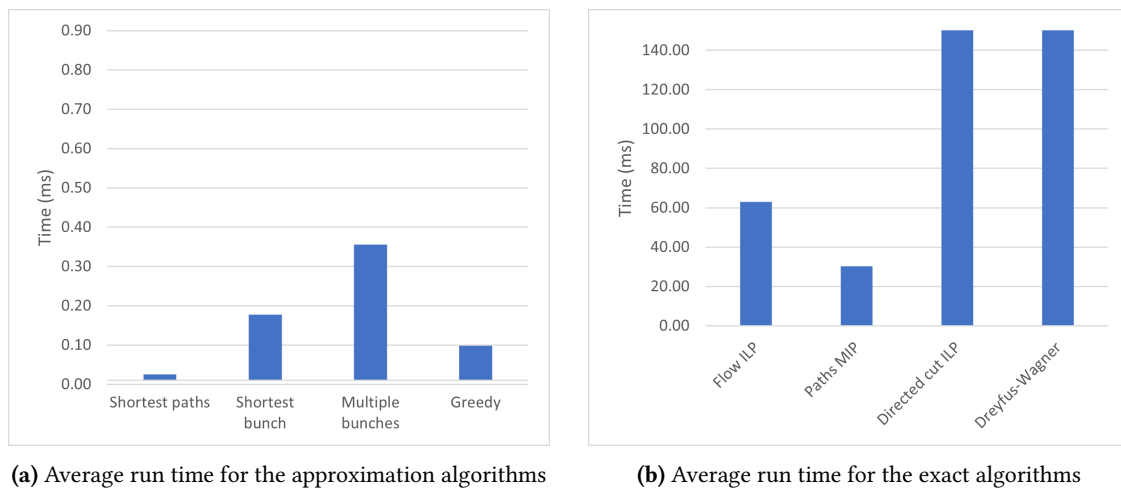 0.90
0.80
0.70
0.60
0.50
0.40
0.30
0.20
0.10
0.00
Time (ms)
Shortest paths
Shortest
bunch
Multiple
bunches
Greedy
(a) Average run time for the approximation algorithms
140.00
120.00
100.00
80.00
60.00
40.00
20.00
0.00
Time (ms)
Flow ILP
Paths MIP
Directed cut ILP
Dreyfus-Wagner
(b) Average run time for the exact algorithms